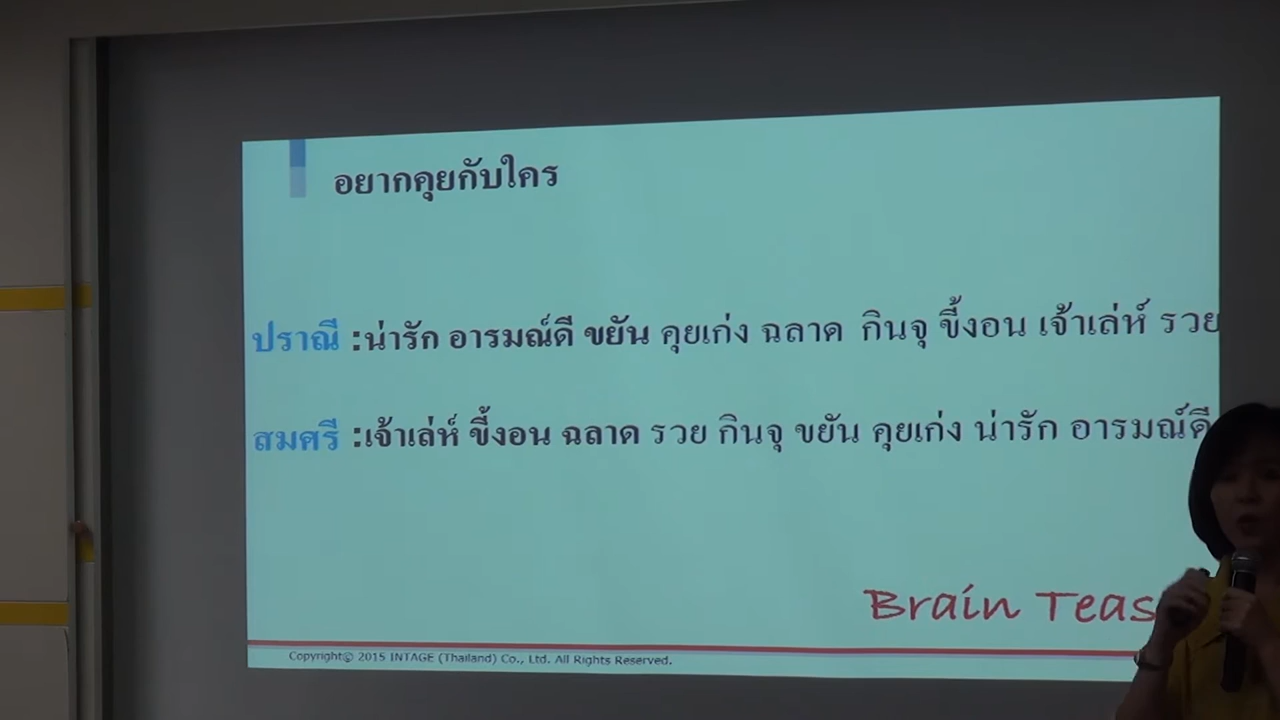 อยากคุยกับใคร
ปราณี :น่ารัก อารมณ์ดี ขยัน คุยเก่ง ฉลาด กินจุ ขี้งอน เจ้าเล่ห์ รวย
สมศรี :เจ้าเล่ห์ ขี้งอน ฉลาด รวย กินจุ ขยัน คุยเก่ง น่ารัก อารมณ์ดี
Brain Teas
Copyright© 2015 INTAGE (Thailand) Co., Ltd. All Rights Reserved.